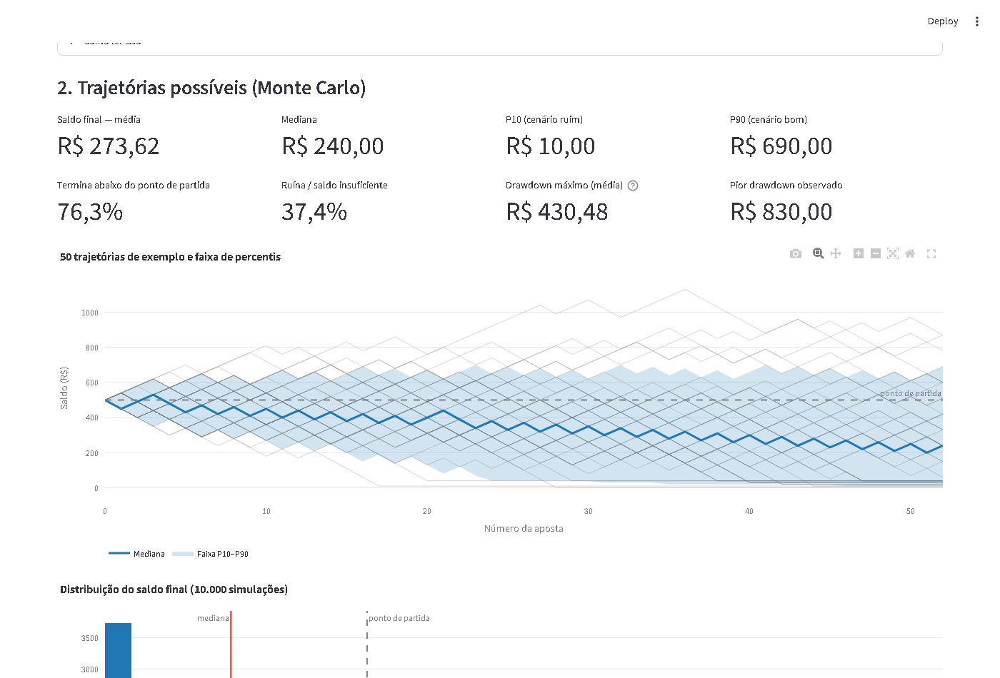 Deploy
2. Trajetórias possíveis (Monte Carlo)
Saldo final — média
Mediana
P10 (cenário ruim)
P90 (cenário bom)
R$ 273,62
R$ 240,00
R$ 10,00
R$ 690,00
Termina abaixo do ponto de partida
Ruína / saldo insuficiente
Drawdown máximo (média)
Pior drawdown observado
76,3%
37,4%
R$ 430,48
R$ 830,00
50 trajetórias de exemplo e faixa de percentis
1000
800
600
400
200
0
Saldo (R$)
ponto de partida
0
10
20
30
40
50
Número da aposta
Mediana
Faixa P10–P90
Distribuição do saldo final (10.000 simulações)
mediana
ponto de partida
3500
3000